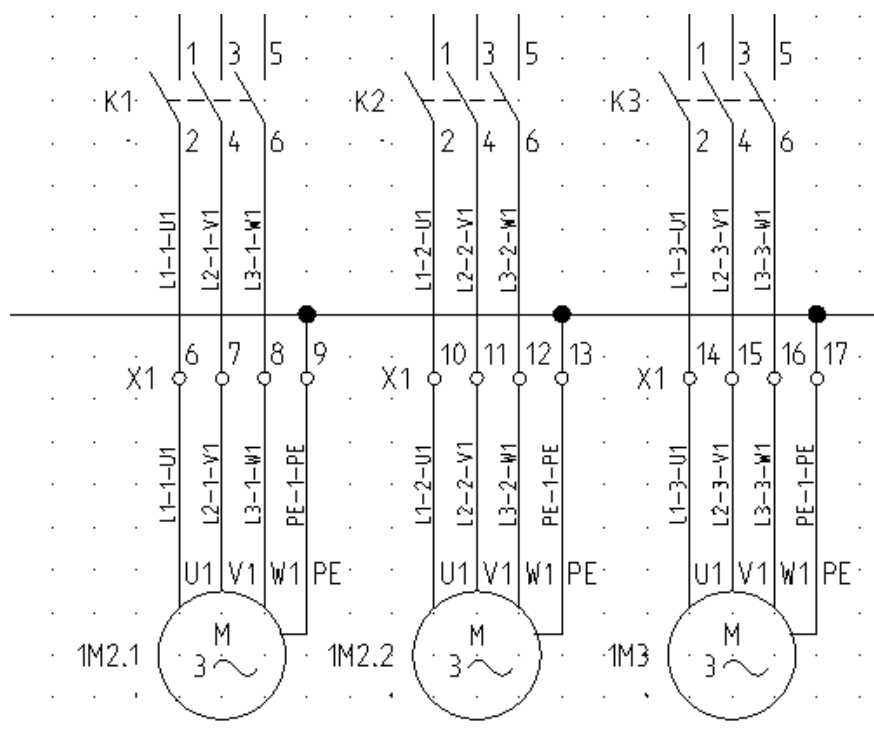 1 3 5 1 3 5 1 3 5
K1 K2 K3
2 4 6 2 4 6 2 4 6
L1-1-U1 L2-1-V1 L3-1-W1 L1-2-U1 L2-2-V1 L3-2-W1 L1-3-U1 L2-3-V1 L3-3-W1
6 7 8 9 10 11 12 13 14 15 16 17
X1 X1 X1
L1-1-U1 L2-1-V1 L3-1-W1 PE-1-PE L1-2-U1 L2-2-V1 L3-2-W1 PE-1-PE L1-3-U1 L2-3-V1 L3-3-W1 PE-1-PE
U1 V1 W1 PE U1 V1 W1 PE U1 V1 W1 PE
M M M
1M2.1 3 1M2.2 3 1M3 3